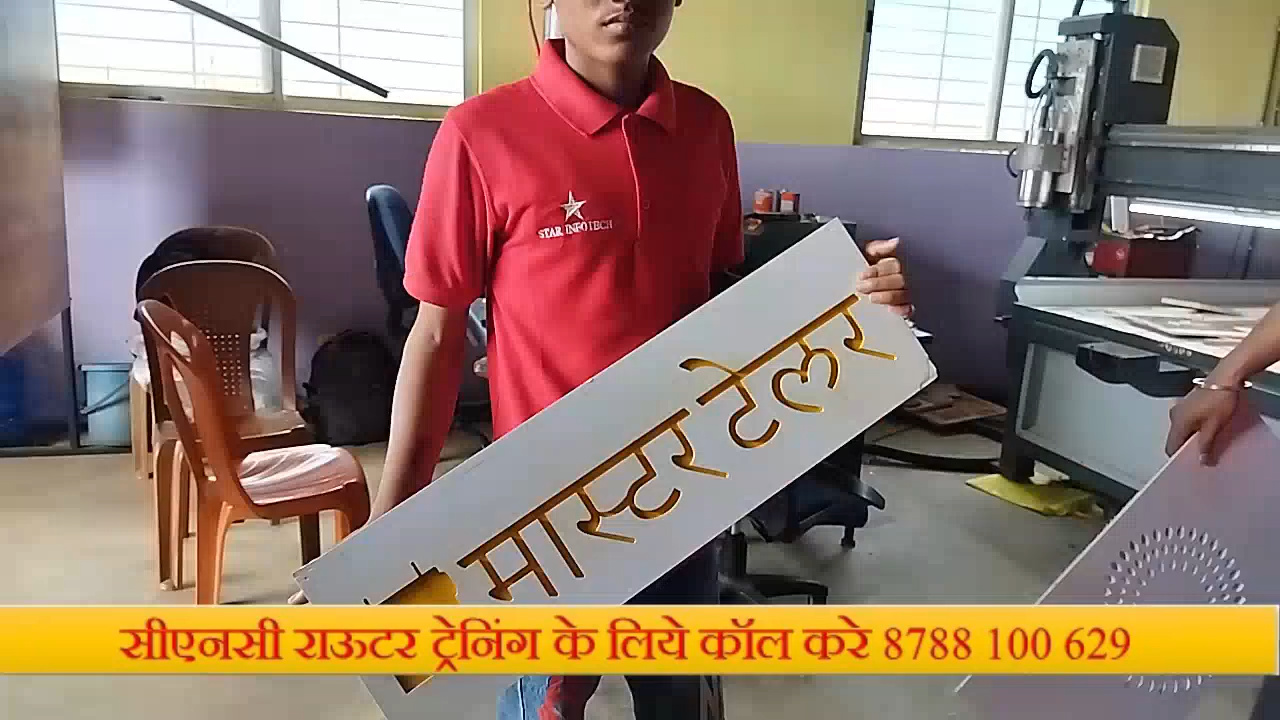 STAR INFOTECH
मास्टर टेलर
सीएनसी राऊटर ट्रेनिंग के लिये कॉल करे 8788 100 629